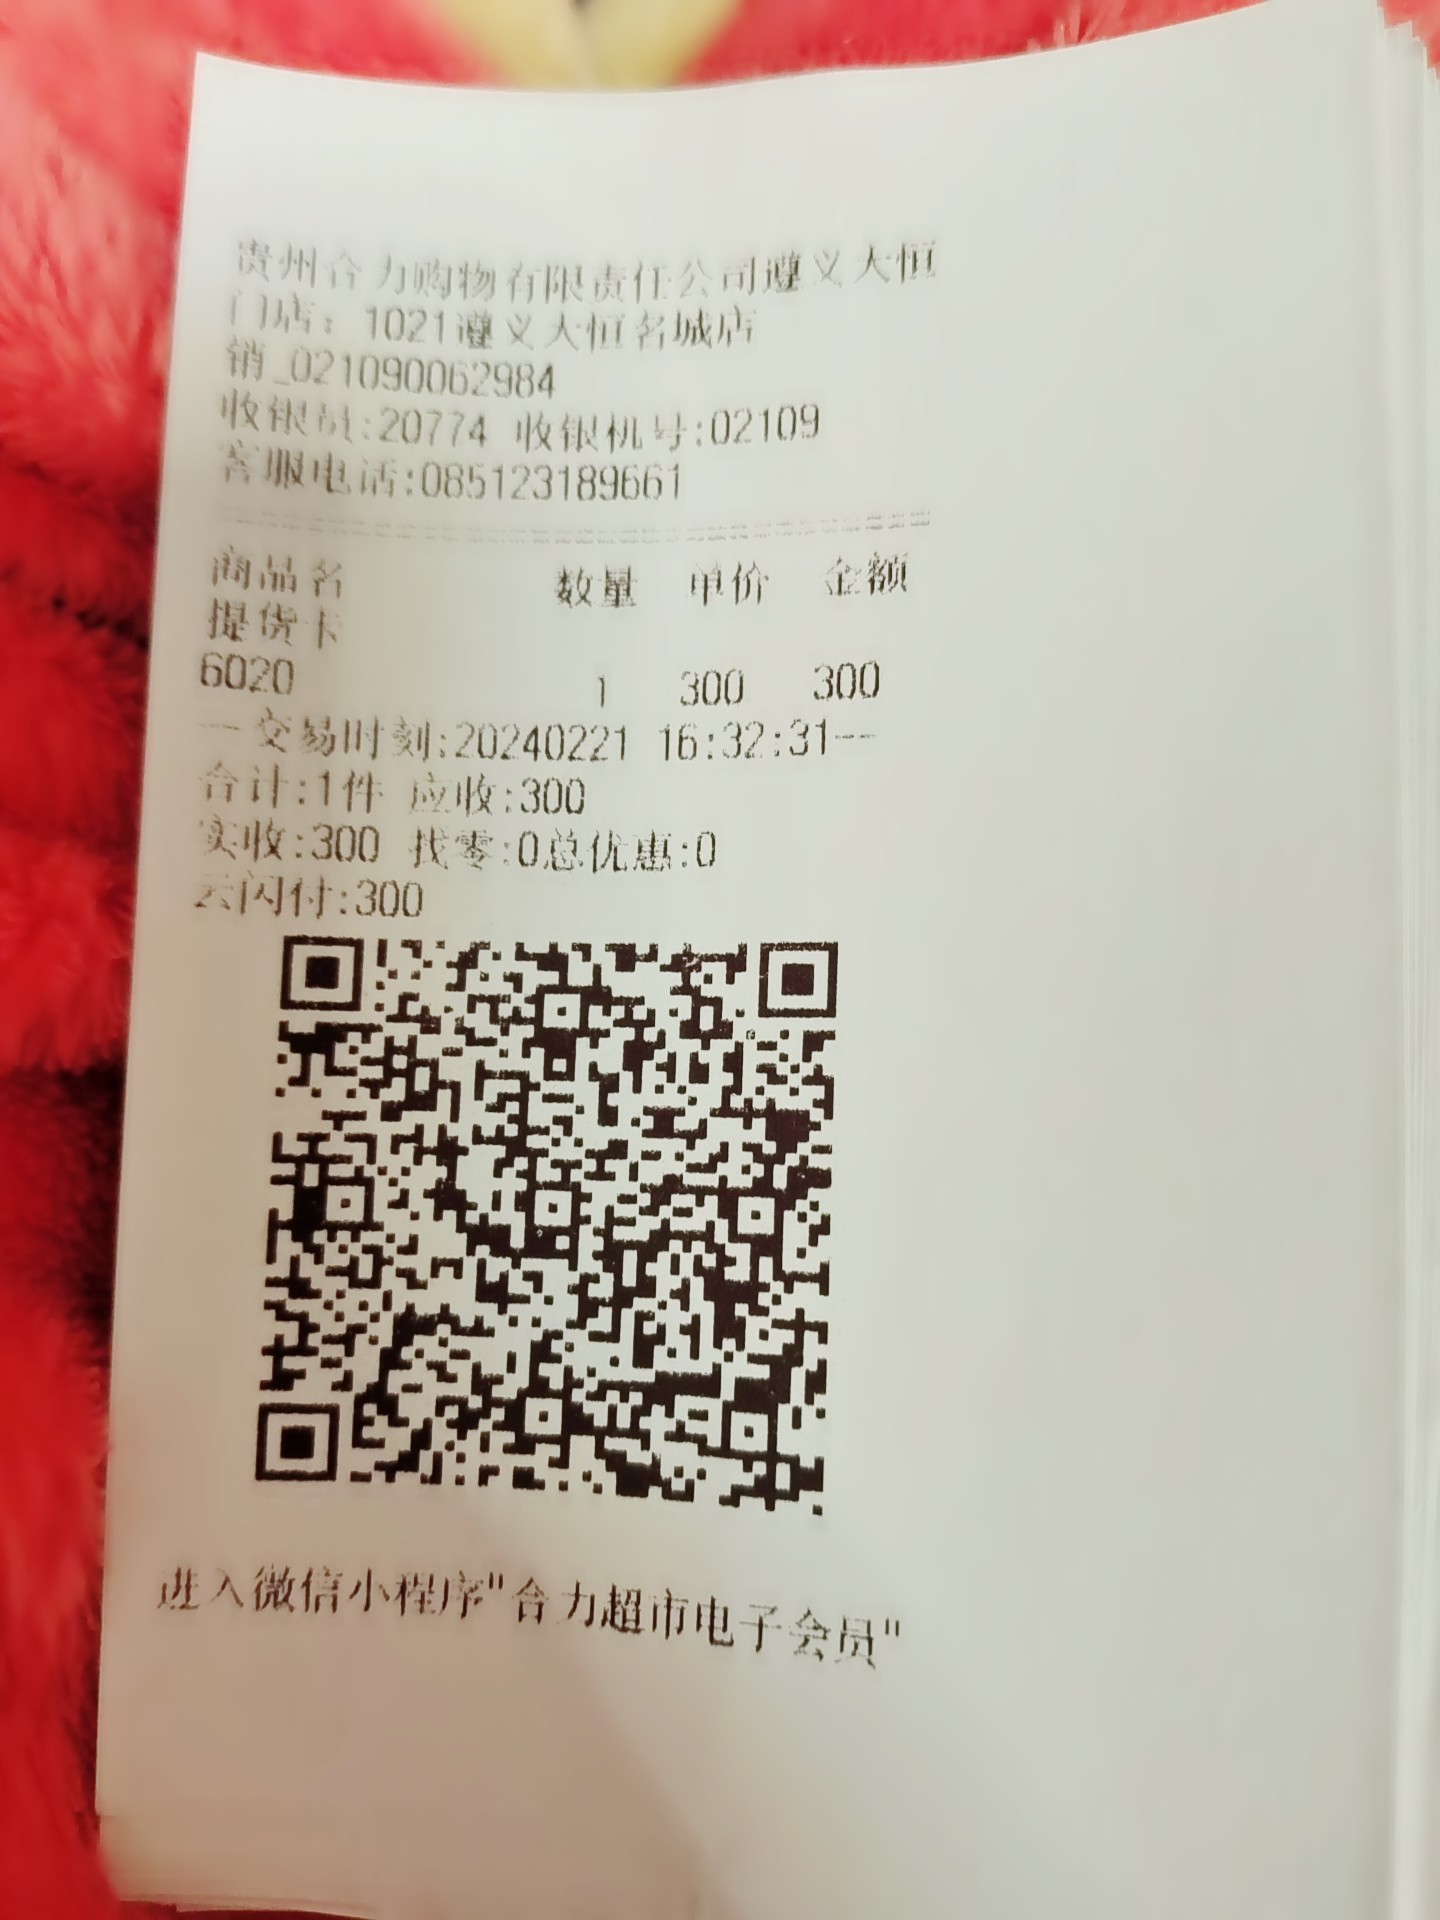 贵州合力购物有限责任公司遵义大恒
门店：1021遵义大恒名城店
销_021090062984
收银员:20774 收银机号:02109
客服电话:085123189661
商品名 数量 单价 金额
提货卡
6020 1 300 300
--交易时刻:20240221 16:32:31--
合计:1件 应收:300
实收:300 找零:0总优惠:0
云闪付:300
进入微信小程序"合力超市电子会员"